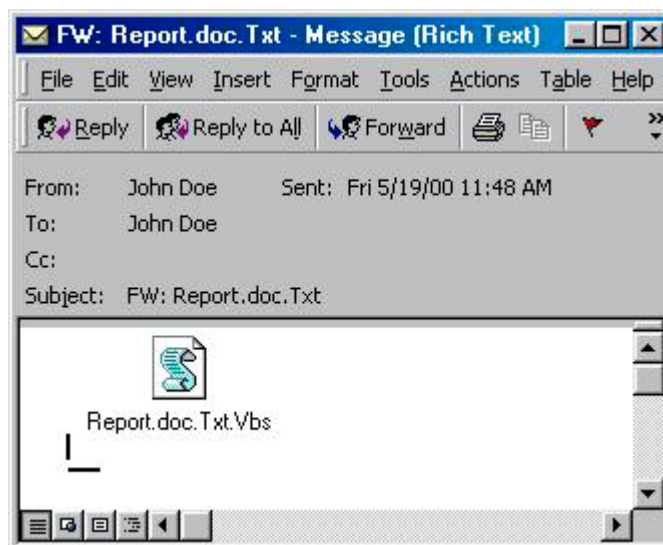 FW: Report.doc.Txt - Message (Rich Text)
File Edit View Insert Format Tools Actions Table Help
Reply Reply to All Forward
From: John Doe Sent: Fri 5/19/00 11:48 AM
To: John Doe
Cc:
Subject: FW: Report.doc.Txt
Report.doc.Txt.Vbs